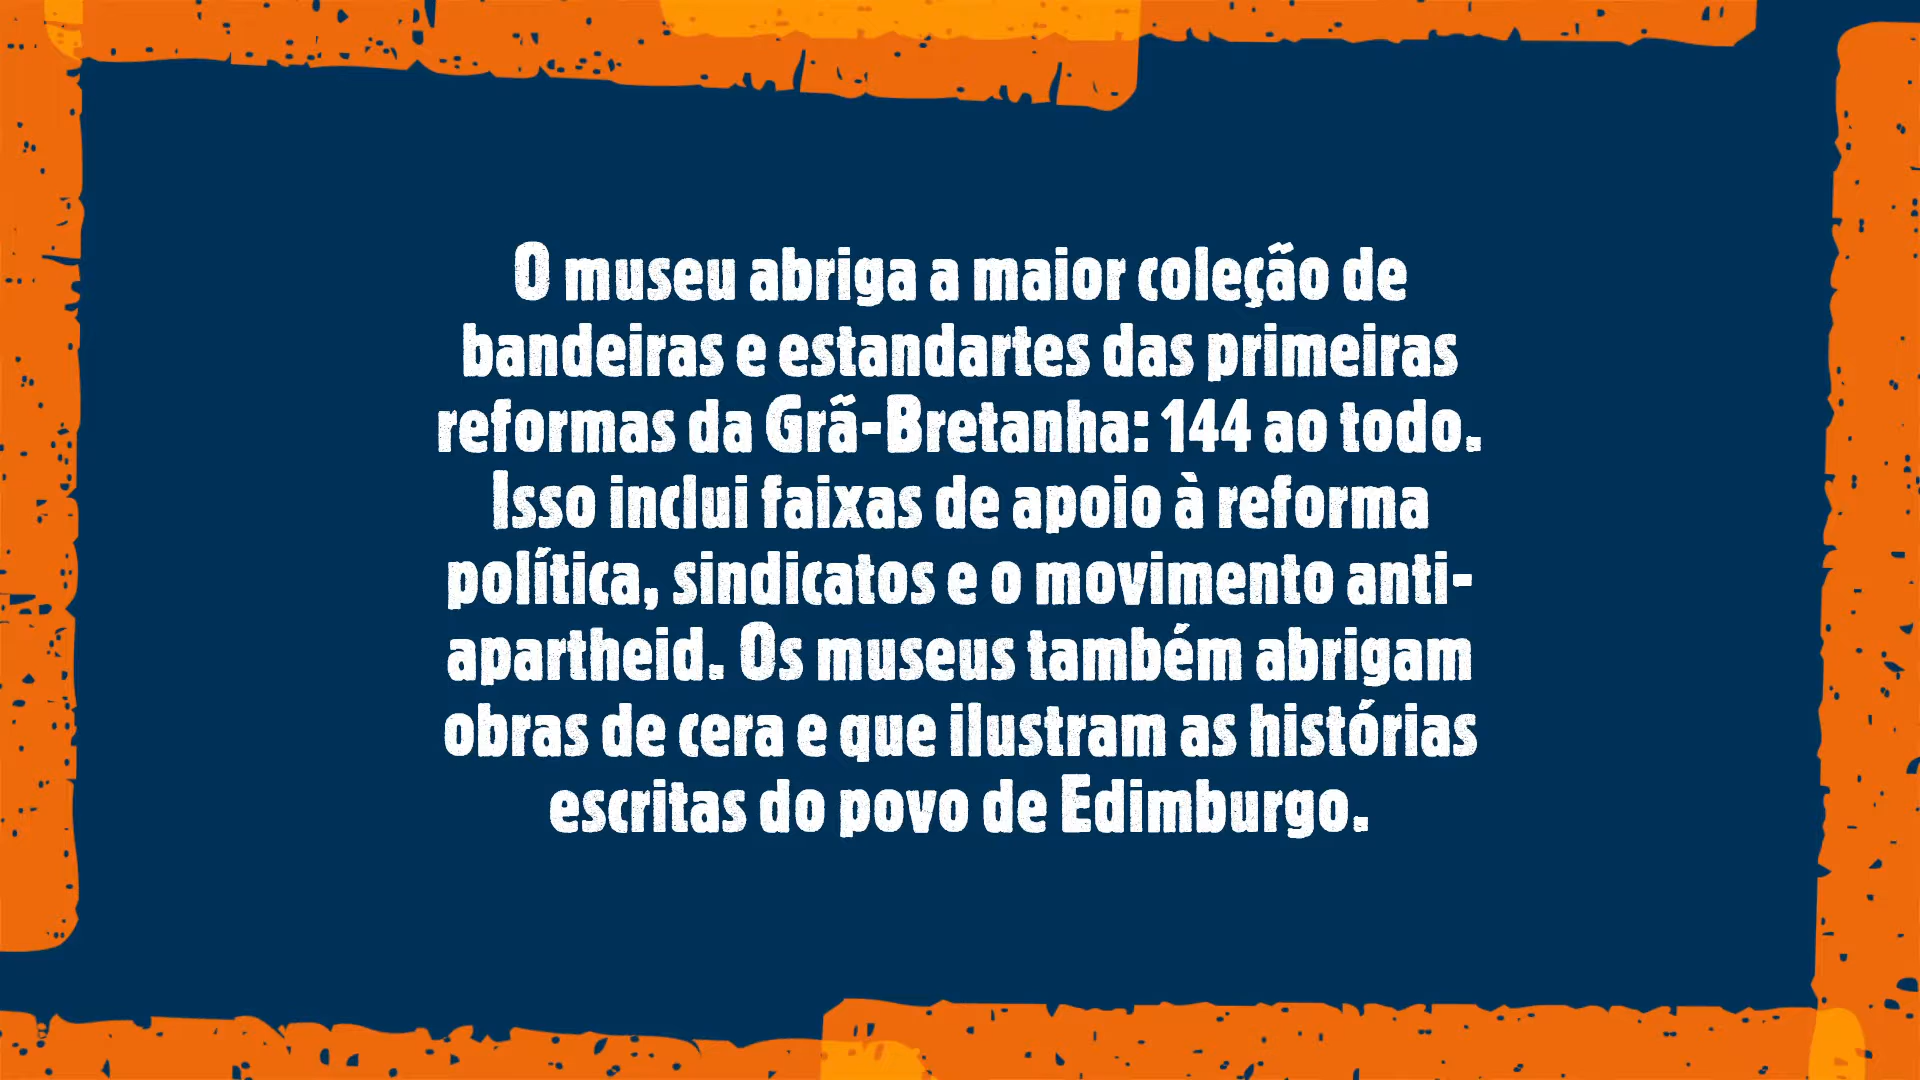 O museu abriga a maior coleção de
bandeiras e estandartes das primeiras
reformas da Grã-Bretanha: 144 ao todo.
Isso inclui faixas de apoio à reforma
política, sindicatos e o movimento anti-
apartheid. Os museus também abrigam
obras de cera e que ilustram as histórias
escritas do povo de Edimburgo.